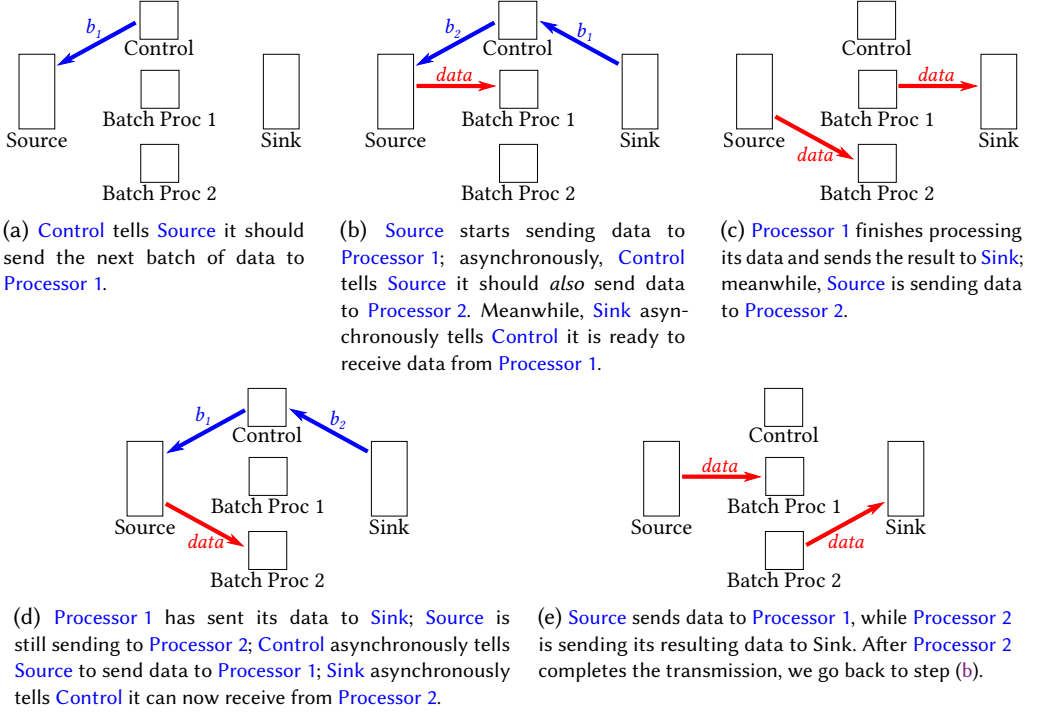 b1
Control
Source
Batch Proc 1
Sink
Batch Proc 2
(a) Control tells Source it should
send the next batch of data to
Processor 1.
b2
b1
Control
data
Source
Batch Proc 1
Sink
Batch Proc 2
(b) Source starts sending data to
Processor 1; asynchronously, Control
tells Source it should also send data
to Processor 2. Meanwhile, Sink asyn-
chronously tells Control it is ready to
receive data from Processor 1.
Control
data
Source
Batch Proc 1
Sink
data
Batch Proc 2
(c) Processor 1 finishes processing
its data and sends the result to Sink;
meanwhile, Source is sending data
to Processor 2.
b1
b2
Control
Source
Batch Proc 1
Sink
data
Batch Proc 2
(d) Processor 1 has sent its data to Sink; Source is
still sending to Processor 2; Control asynchronously tells
Source to send data to Processor 1; Sink asynchronously
tells Control it can now receive from Processor 2.
Control
data
Source
Batch Proc 1
Sink
data
Batch Proc 2
(e) Source sends data to Processor 1, while Processor 2
is sending its resulting data to Sink. After Processor 2
completes the transmission, we go back to step (b).